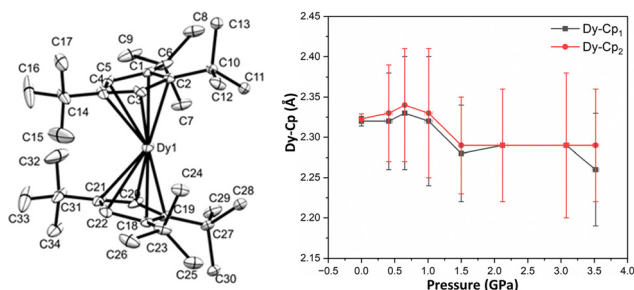 C8
C13
C9
C6
C17
C5
C1
C10
C16
C4
C2
C11
C3
C12
C14
C7
C15
Dy1
C32
C24
C21
C20
C29
C28
C31
C19
C33
C22
C27
C18
C34
C23
C26
C25
C30
2.45
2.40
2.35
2.30
2.25
2.20
2.15
Dy-Cp (Å)
Dy-Cp₁
Dy-Cp₂
−0.5 0.0 0.5 1.0 1.5 2.0 2.5 3.0 3.5 4.0
Pressure (GPa)